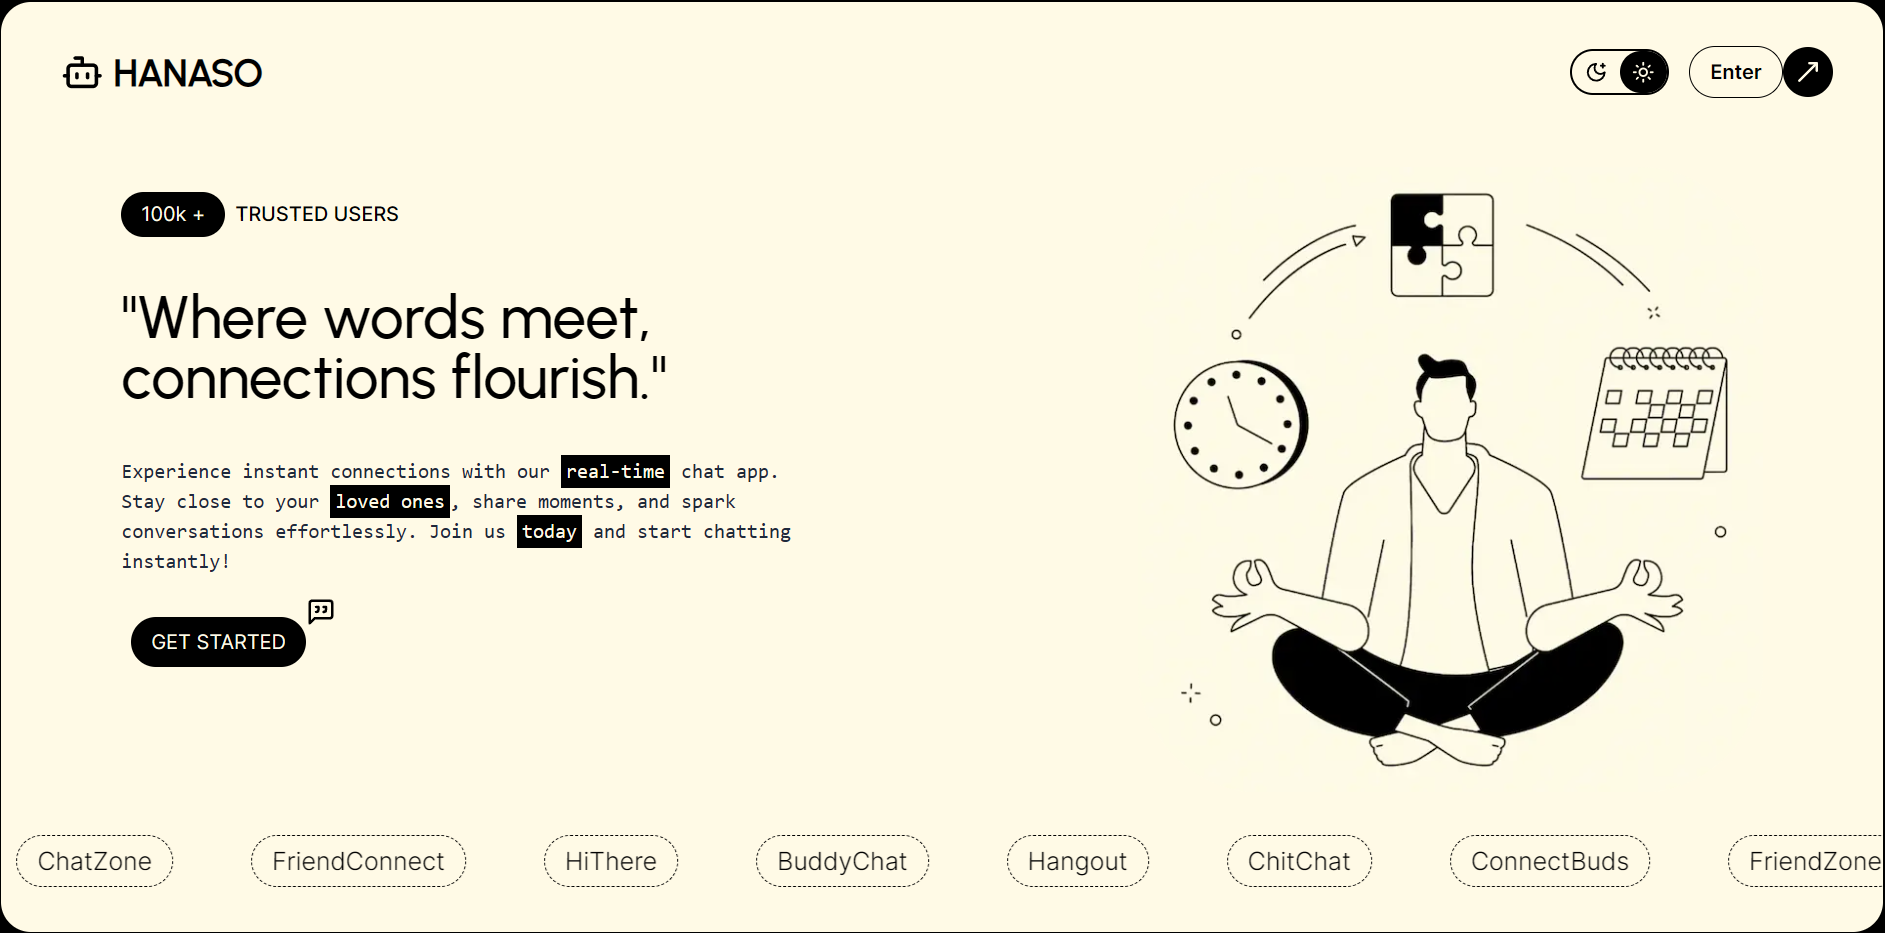 HANASO
Enter
100k +
TRUSTED USERS
"Where words meet,
connections flourish."
Experience instant connections with our real-time chat app.
Stay close to your loved ones, share moments, and spark
conversations effortlessly. Join us today and start chatting
instantly!
GET STARTED
ChatZone
FriendConnect
HiThere
BuddyChat
Hangout
ChitChat
ConnectBuds
FriendZone